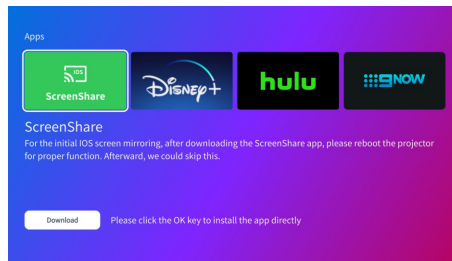 Apps
IOS
ScreenShare
Disney+
hulu
9NOW
ScreenShare
For the initial IOS screen mirroring, after downloading the ScreenShare app, please reboot the projector
for proper function. Afterward, we could skip this.
Download
Please click the OK key to install the app directly